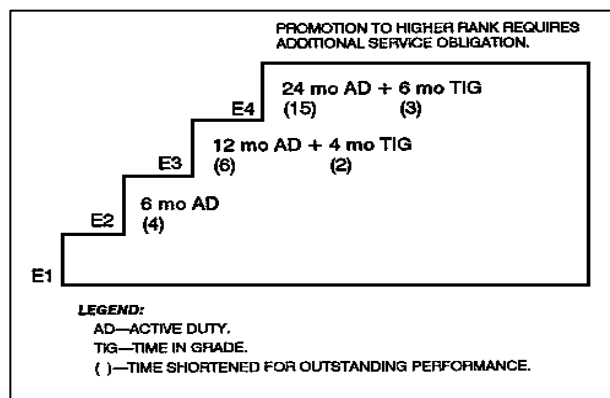 PROMOTION TO HIGHER RANK REQUIRES
ADDITIONAL SERVICE OBLIGATION.
24 mo AD + 6 mo TIG
(15) (3)
E4
12 mo AD + 4 mo TIG
(6) (2)
E3
6 mo AD
(4)
E2
E1
LEGEND:
AD—ACTIVE DUTY.
TIG—TIME IN GRADE.
( )—TIME SHORTENED FOR OUTSTANDING PERFORMANCE.